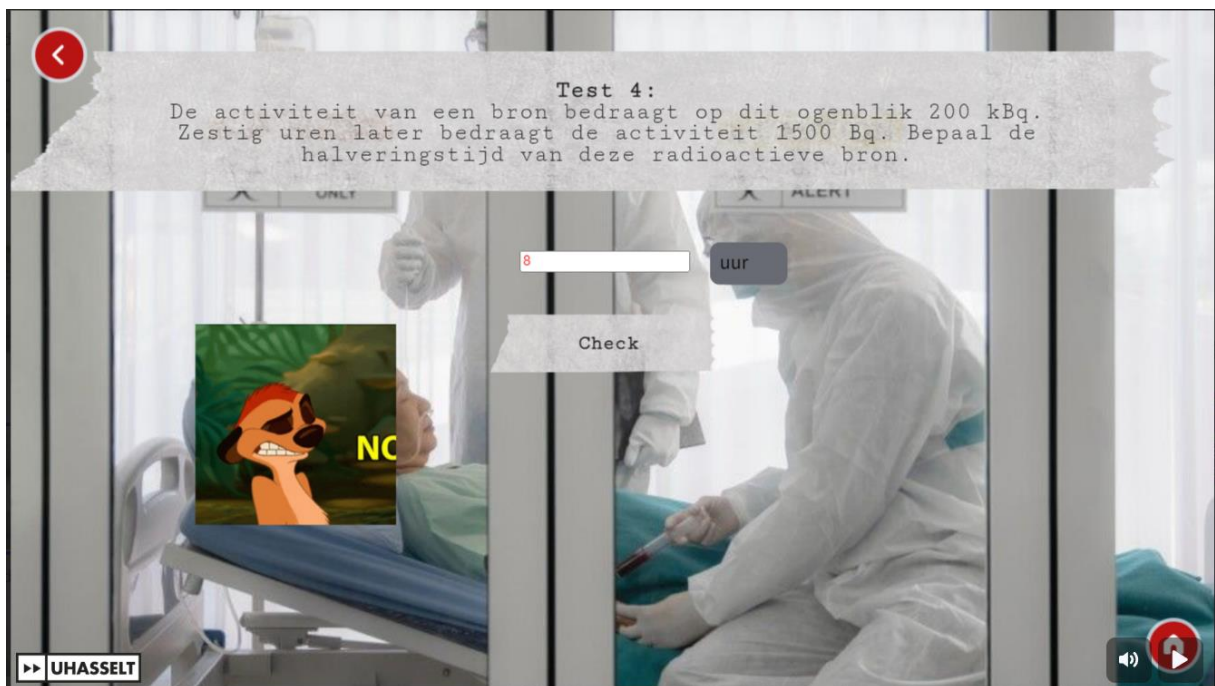 Test 4:
De activiteit van een bron bedraagt op dit ogenblik 200 kBq.
Zestig uren later bedraagt de activiteit 1500 Bq. Bepaal de
halveringstijd van deze radioactieve bron.
ONLY
ALERT
8
uur
Check
NO
UHASSELT